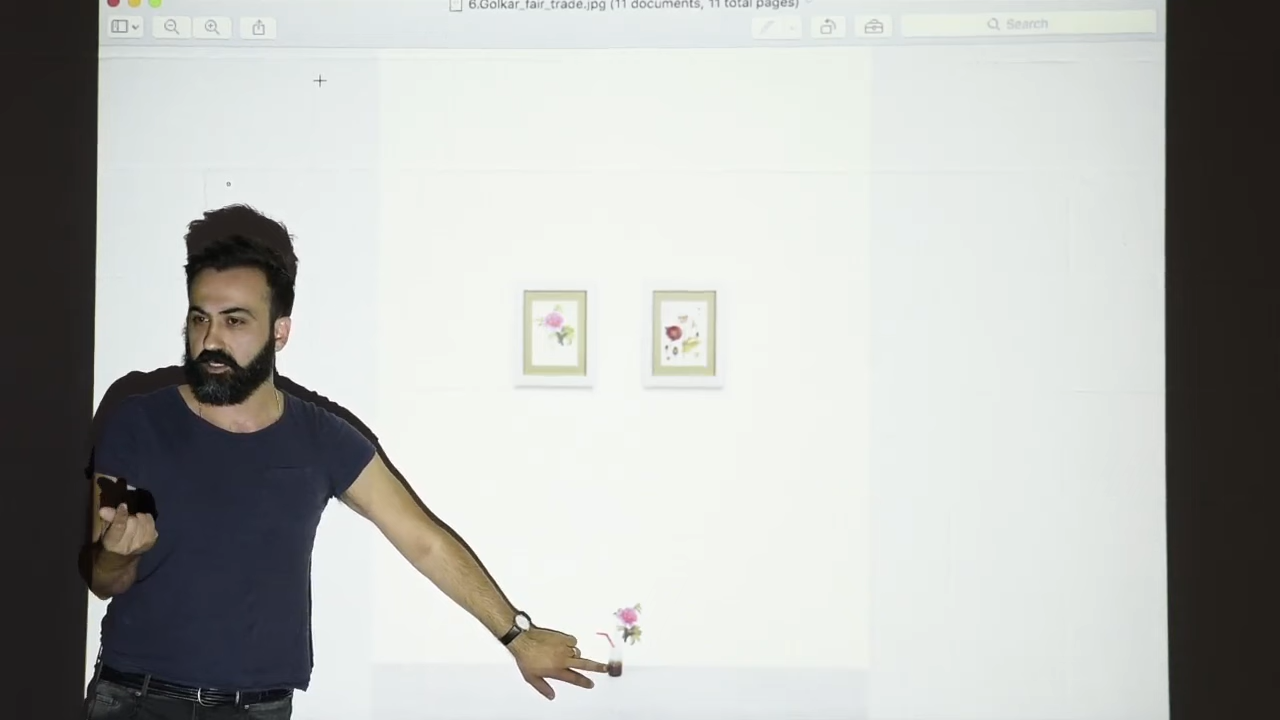 6.Golkar_fair_trade.jpg (11 documents, 11 total pages)
Search